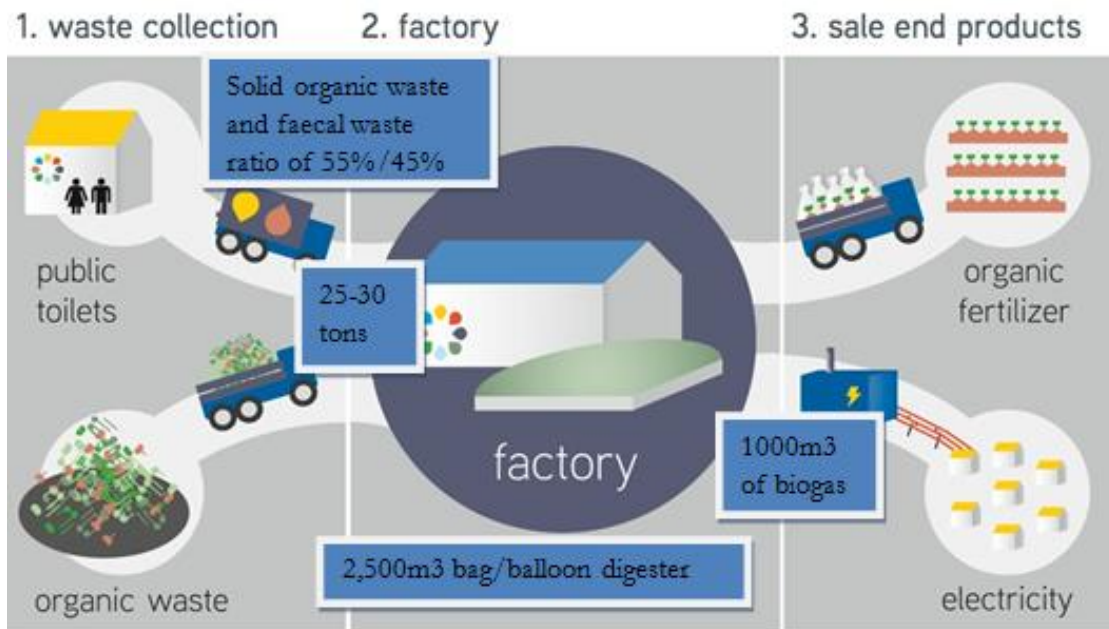 1. waste collection
2. factory
3. sale end products
Solid organic waste
and faecal waste
ratio of 55%/45%
public
toilets
25-30
tons
organic
fertilizer
factory
1000m3
of biogas
2,500m3 bag/balloon digester
organic waste
electricity